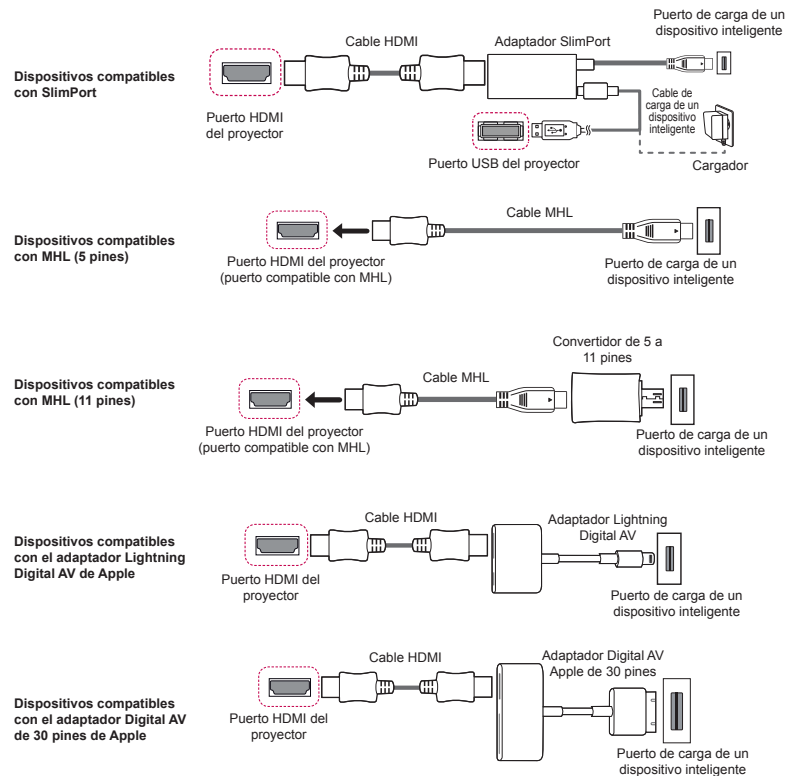 Puerto de carga de un
dispositivo inteligente
Cable HDMI
Adaptador SlimPort
Dispositivos compatibles
con SlimPort
Puerto HDMI
del proyector
Cable de
carga de un
dispositivo
inteligente
Puerto USB del proyector
Cargador
Dispositivos compatibles
con MHL (5 pines)
Cable MHL
Puerto HDMI del proyector
(puerto compatible con MHL)
Puerto de carga de un
dispositivo inteligente
Convertidor de 5 a
11 pines
Dispositivos compatibles
con MHL (11 pines)
Cable MHL
Puerto HDMI del proyector
(puerto compatible con MHL)
Puerto de carga de un
dispositivo inteligente
Cable HDMI
Adaptador Lightning
Digital AV
Dispositivos compatibles
con el adaptador Lightning
Digital AV de Apple
Puerto HDMI del
proyector
Puerto de carga de un
dispositivo inteligente
Cable HDMI
Adaptador Digital AV
Apple de 30 pines
Dispositivos compatibles
con el adaptador Digital AV
de 30 pines de Apple
Puerto HDMI del
proyector
Puerto de carga de un
dispositivo inteligente